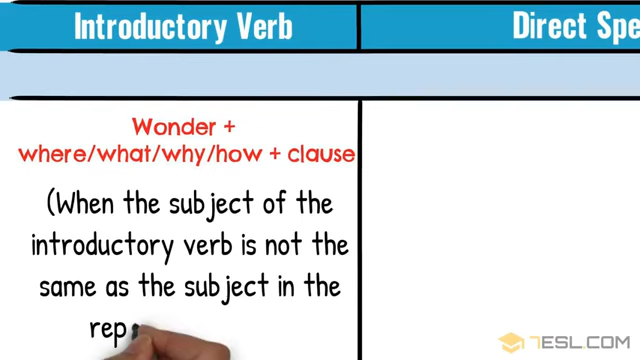 Introductory Verb
Direct Spe
Wonder +
where/what/why/how + clause
(When the subject of the
introductory verb is not the
same as the subject in the
rep
7ESL.COM